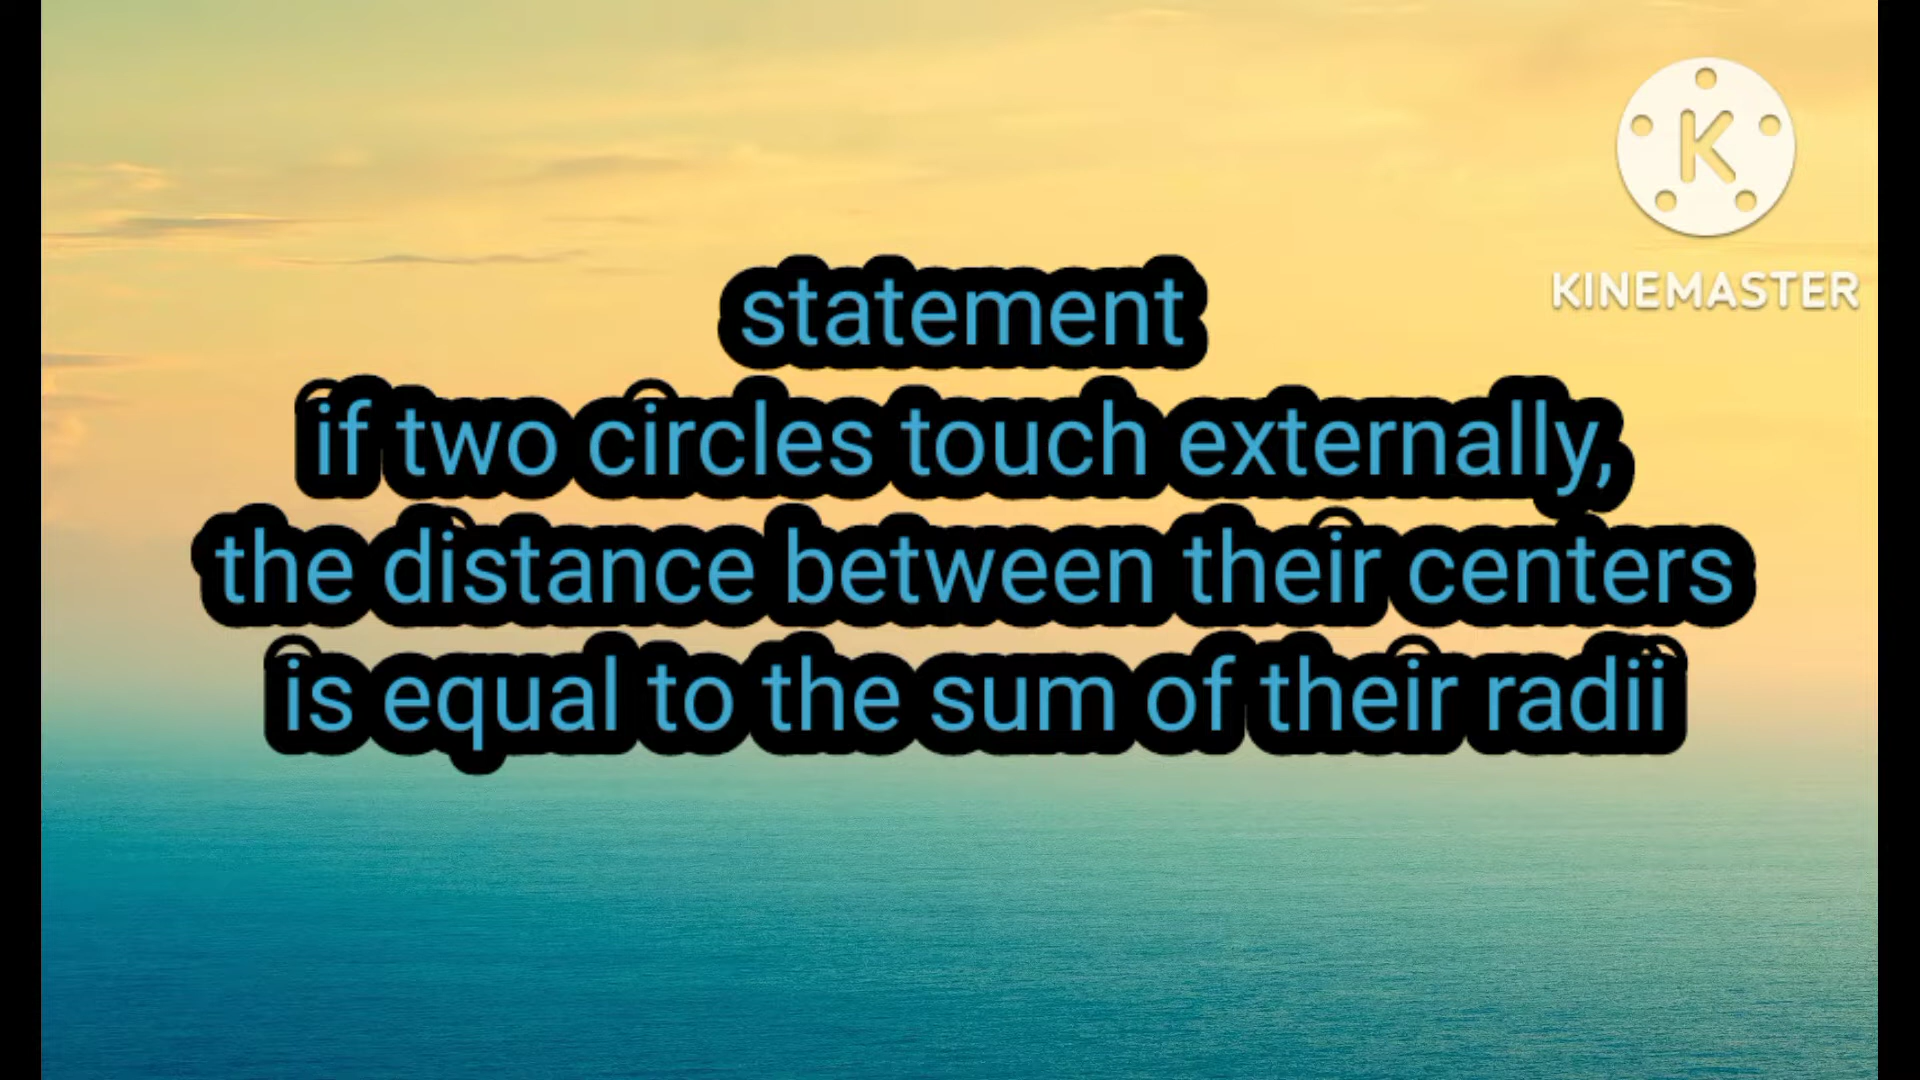 K
KINEMASTER
statement
if two circles touch externally,
the distance between their centers
is equal to the sum of their radii